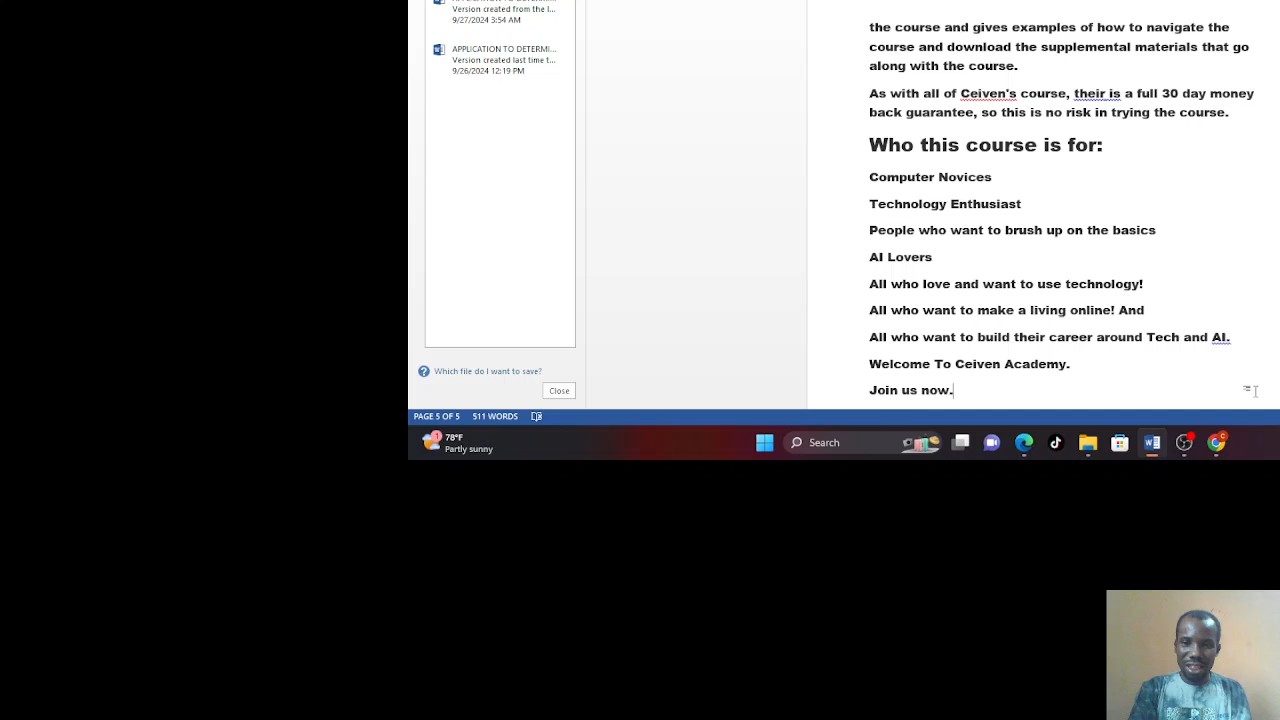 Version created from the l...
9/27/2024 3:54 AM
APPLICATION TO DETERMI...
Version created last time t...
9/26/2024 12:19 PM
Which file do I want to save?
Close
the course and gives examples of how to navigate the
course and download the supplemental materials that go
along with the course.
As with all of Ceiven's course, their is a full 30 day money
back guarantee, so this is no risk in trying the course.
Who this course is for:
Computer Novices
Technology Enthusiast
People who want to brush up on the basics
AI Lovers
All who love and want to use technology!
All who want to make a living online! And
All who want to build their career around Tech and AI.
Welcome To Ceiven Academy.
Join us now.
PAGE 5 OF 5 511 WORDS
1
78°F
Partly sunny
Search